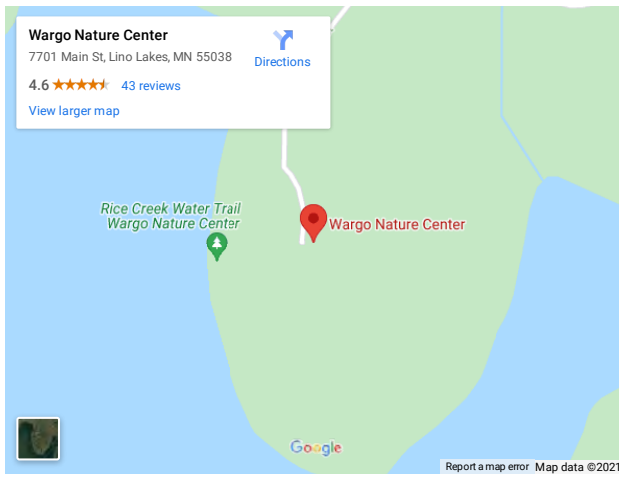 Wargo Nature Center
7701 Main St, Lino Lakes, MN 55038
Directions
4.6 43 reviews
View larger map
Rice Creek Water Trail
Wargo Nature Center
Wargo Nature Center
Google
Report a map error Map data ©2021